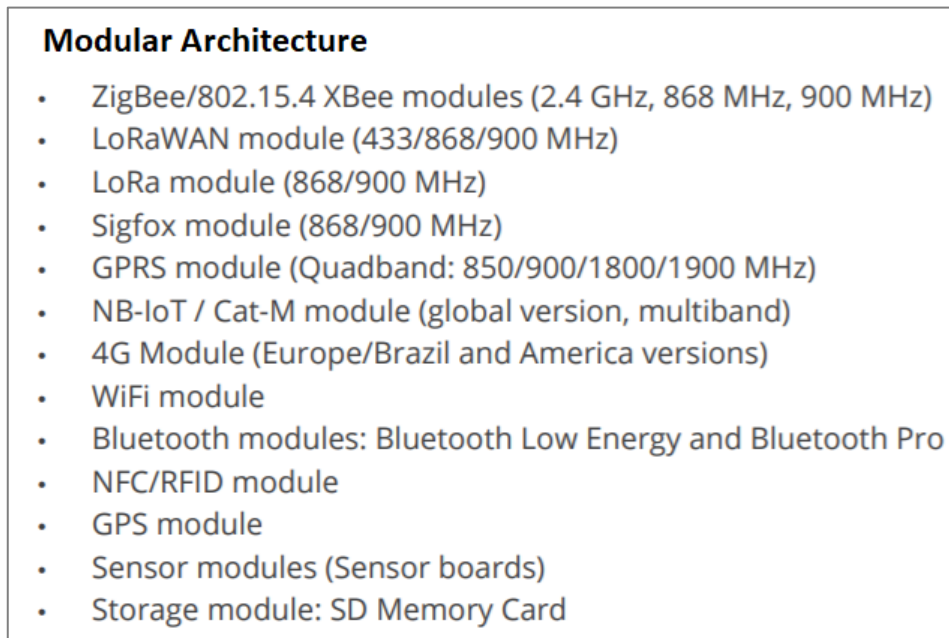 Modular Architecture
• ZigBee/802.15.4 XBee modules (2.4 GHz, 868 MHz, 900 MHz)
• LoRaWAN module (433/868/900 MHz)
• LoRa module (868/900 MHz)
• Sigfox module (868/900 MHz)
• GPRS module (Quadband: 850/900/1800/1900 MHz)
• NB-IoT / Cat-M module (global version, multiband)
• 4G Module (Europe/Brazil and America versions)
• WiFi module
• Bluetooth modules: Bluetooth Low Energy and Bluetooth Pro
• NFC/RFID module
• GPS module
• Sensor modules (Sensor boards)
• Storage module: SD Memory Card